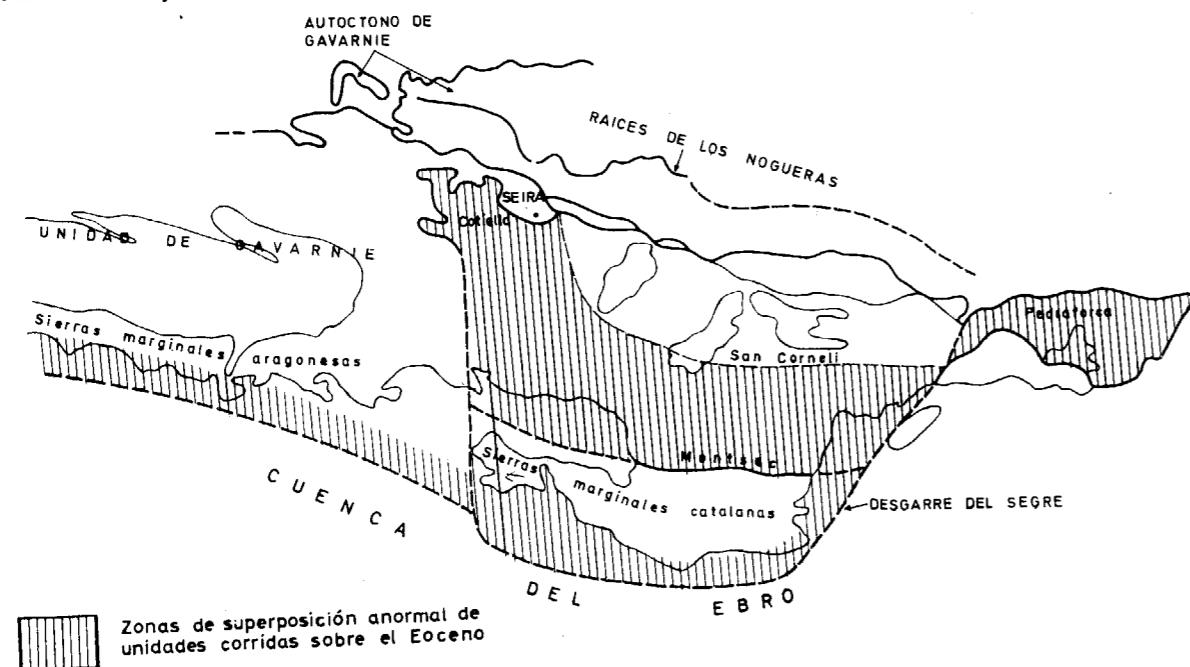 AUTOCTONO DE
GAVARNIE
RAICES DE LOS NOGUERAS
SEIRA
Cotiella
UNIDAD DE GAVARNIE
Pedraforca
Sierras marginales aragonesas
San Corneli
Montsec
Sierras marginales catalanas
DESGARRE DEL SEGRE
CUENCA DEL EBRO
Zonas de superposición anormal de
unidades corridas sobre el Eoceno